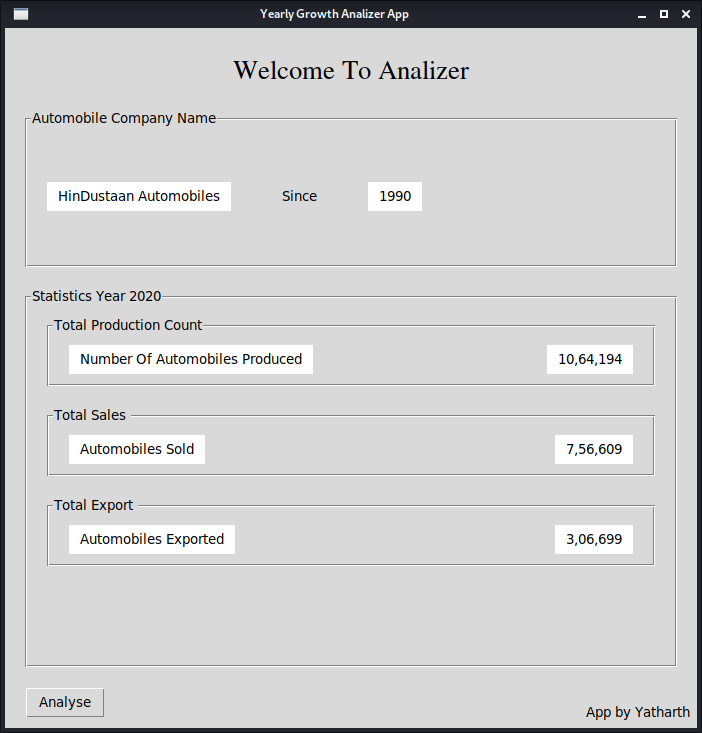 Yearly Growth Analizer App
Welcome To Analizer
Automobile Company Name
HinDustaan Automobiles Since 1990
Statistics Year 2020
Total Production Count
Number Of Automobiles Produced 10,64,194
Total Sales
Automobiles Sold 7,56,609
Total Export
Automobiles Exported 3,06,699
Analyse
App by Yatharth